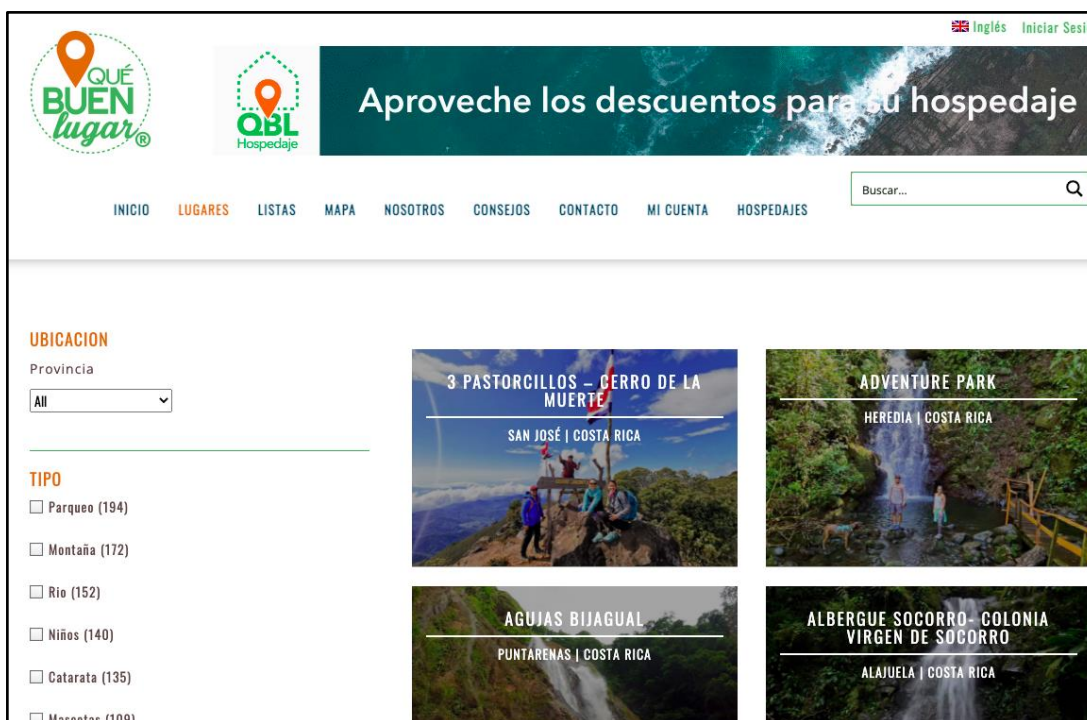 Inglés Iniciar Sesi
QUÉ
BUEN
lugar®
QBL
Hospedaje
Aproveche los descuentos para su hospedaje
Buscar...
INICIO LUGARES LISTAS MAPA NOSOTROS CONSEJOS CONTACTO MI CUENTA HOSPEDAJES
UBICACION
Provincia
All
TIPO
Parqueo (194)
Montaña (172)
Rio (152)
Niños (140)
Catarata (135)
Mascotas (109)
3 PASTORCILLOS – CERRO DE LA
MUERTE
SAN JOSÉ | COSTA RICA
ADVENTURE PARK
HEREDIA | COSTA RICA
AGUJAS BIJAGUAL
PUNTARENAS | COSTA RICA
ALBERGUE SOCORRO- COLONIA
VIRGEN DE SOCORRO
ALAJUELA | COSTA RICA